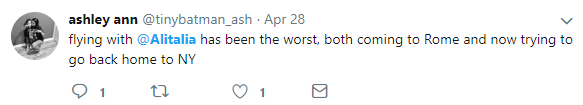 ashley ann @tinybatman_ash · Apr 28
flying with @Alitalia has been the worst, both coming to Rome and now trying to
go back home to NY
1 1